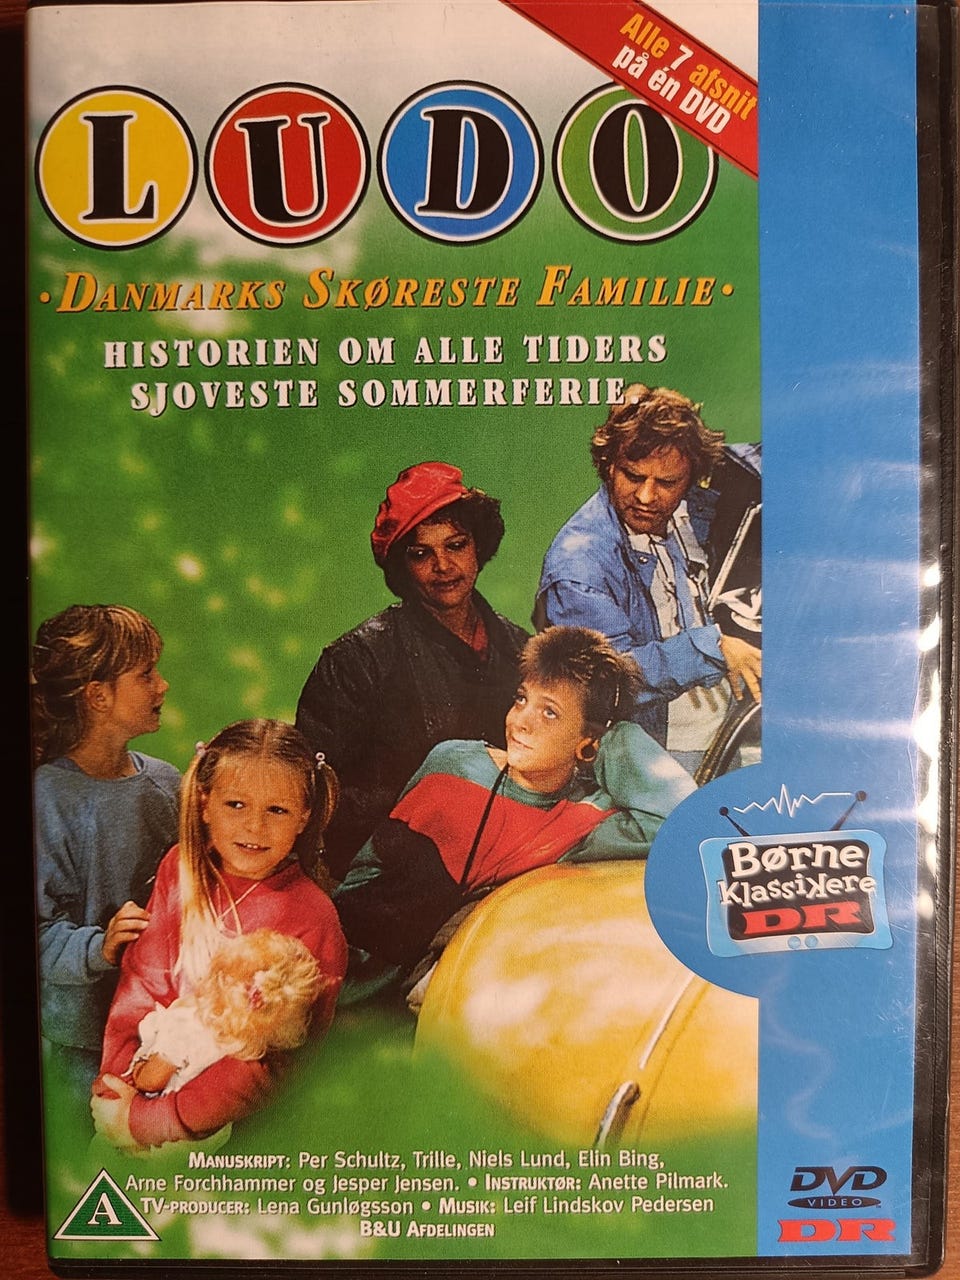 Alle 7 afsnit
på én DVD
LUDO
·DANMARKS SKØRESTE FAMILIE·
HISTORIEN OM ALLE TIDERS
SJOVESTE SOMMERFERIE.
Børne
Klassikere
DR
MANUSKRIPT: Per Schultz, Trille, Niels Lund, Elin Bing,
Arne Forchhammer og Jesper Jensen. • INSTRUKTØR: Anette Pilmark.
TV-PRODUCER: Lena Gunløgsson • MUSIK: Leif Lindskov Pedersen
B&U AFDELINGEN
A
DVD
VIDEO
DR